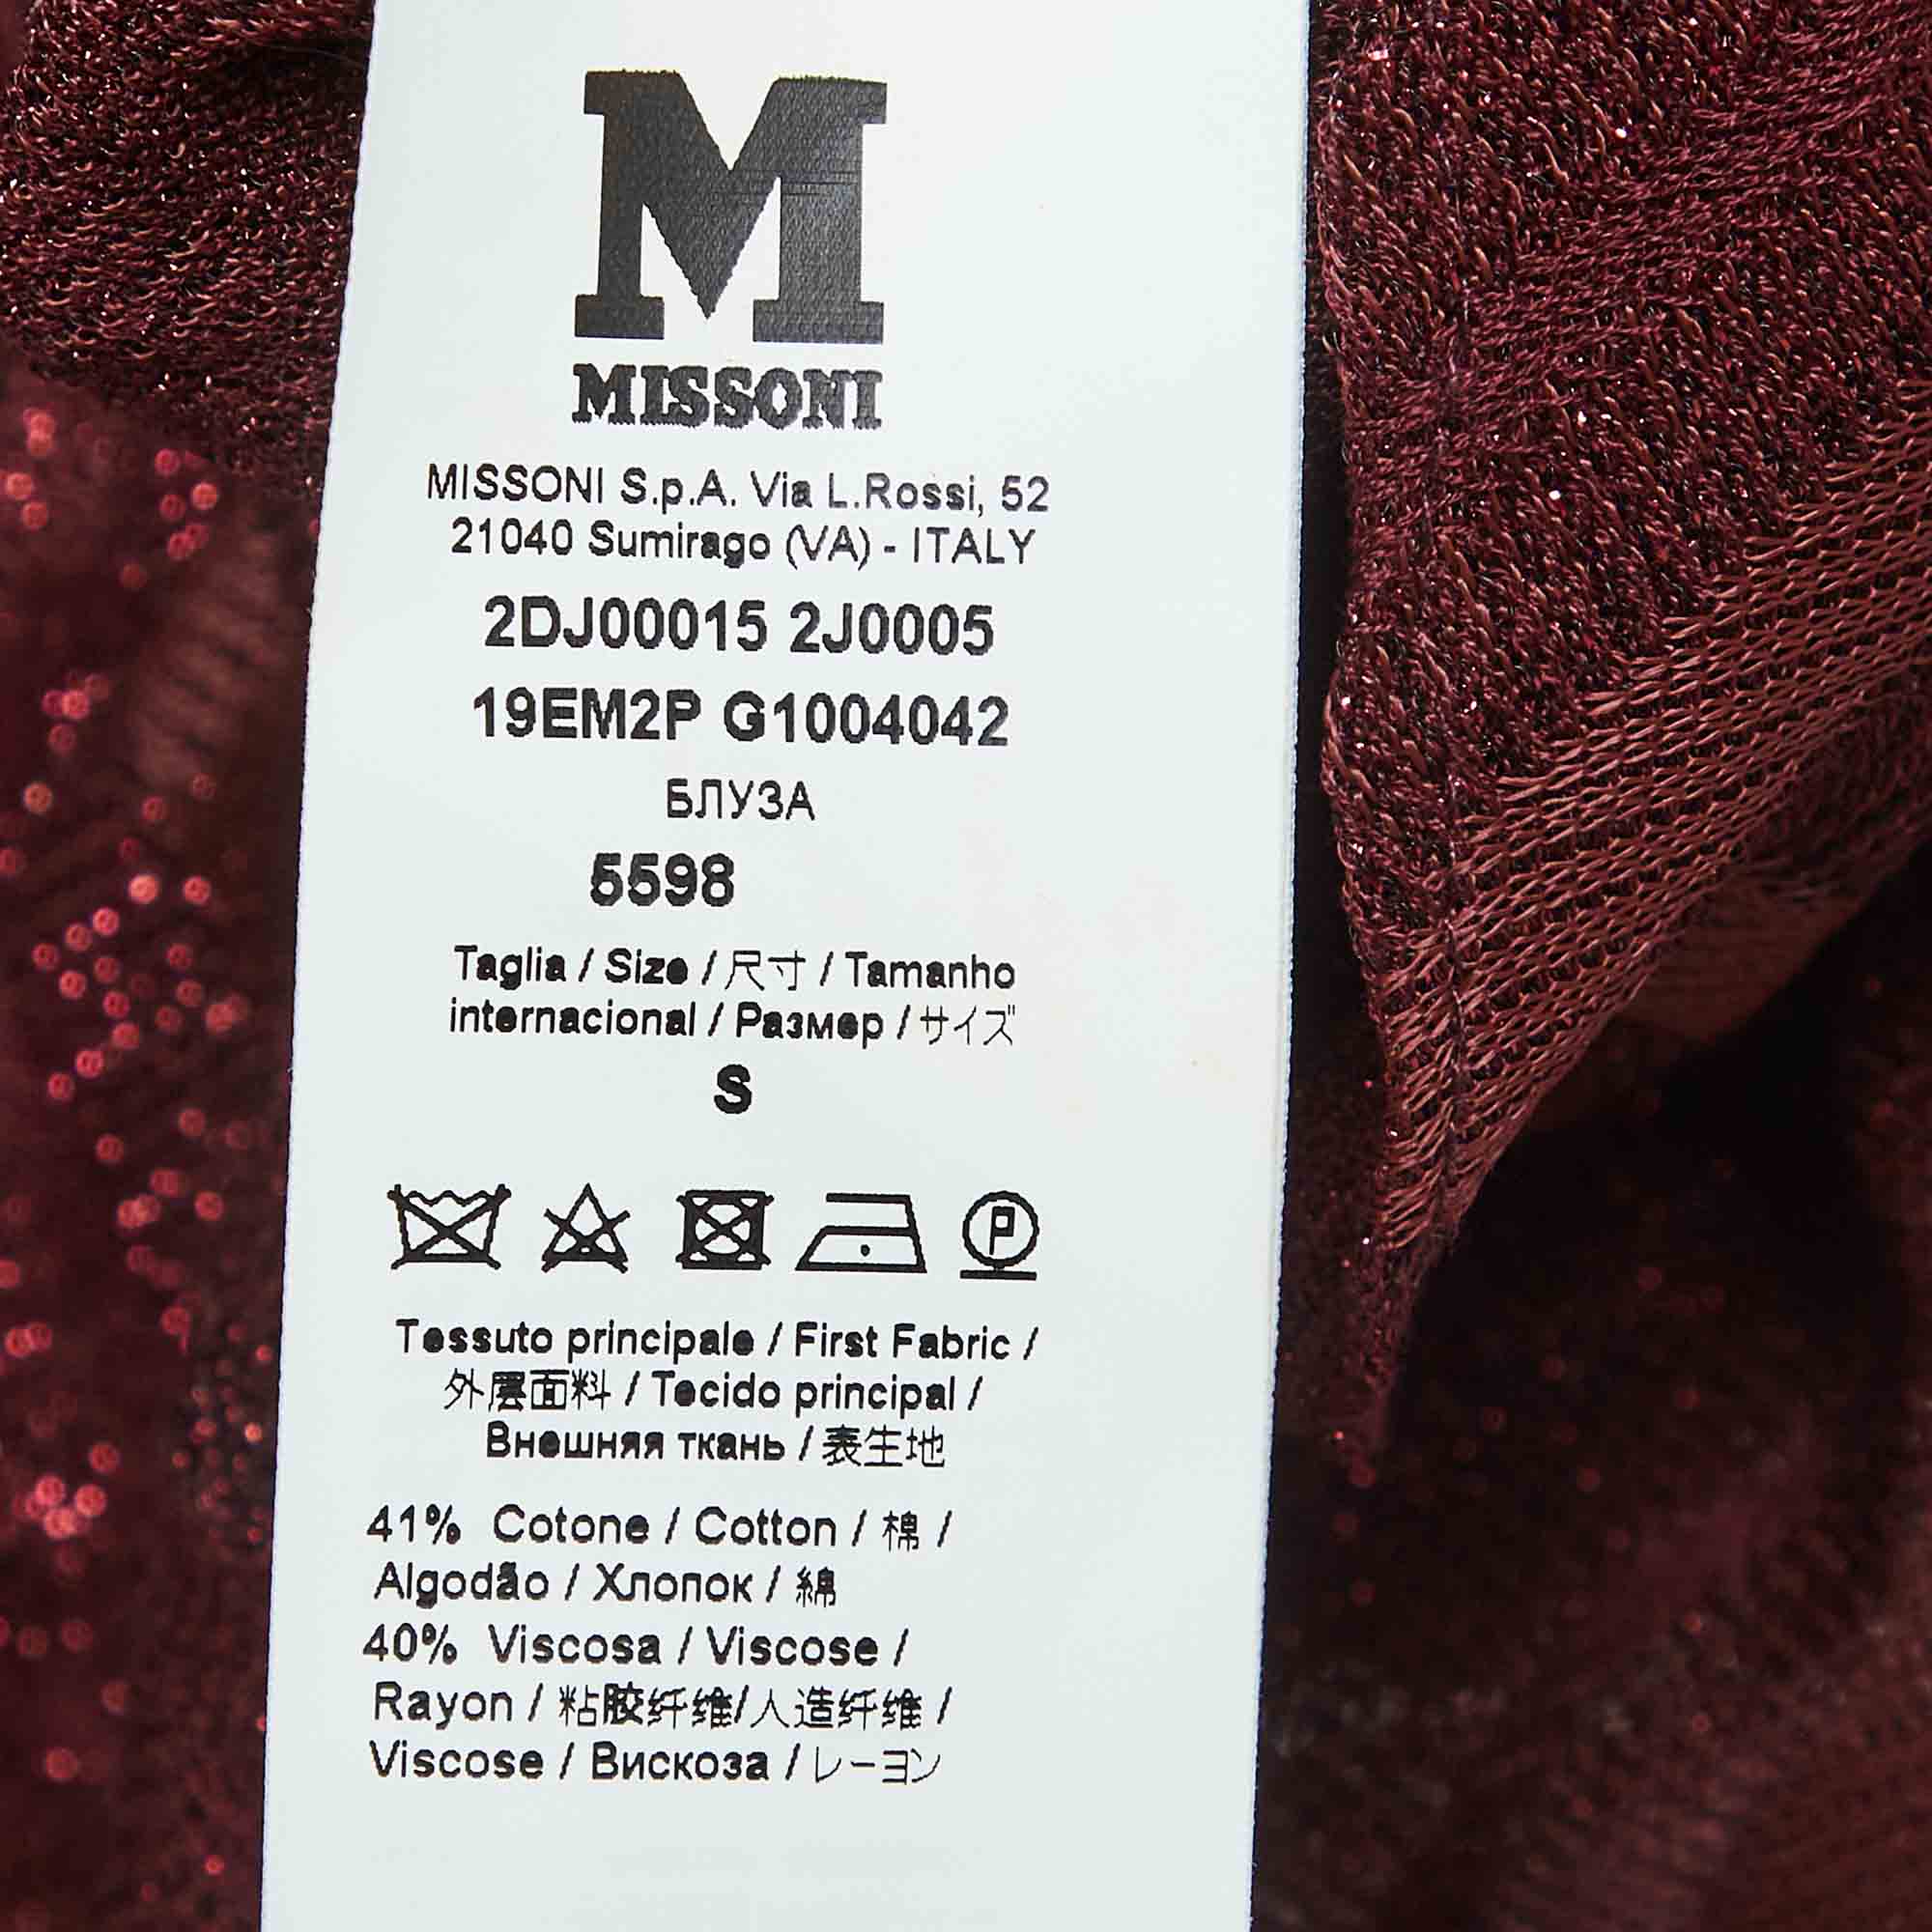 M
MISSONI
MISSONI S.p.A. Via L.Rossi, 52
21040 Sumirago (VA) - ITALY
2DJ00015 2J0005
19EM2P G1004042
БЛУЗА
5598
Taglia / Size / 尺寸 / Tamanho
internacional / Размер / サイズ
S
P
Tessuto principale / First Fabric /
外层面料 / Tecido principal /
Внешняя ткань / 表生地
41% Cotone / Cotton / 棉 /
Algodão / Хлопок / 綿
40% Viscosa / Viscose /
Rayon / 粘胶纤维/人造纤维 /
Viscose / Вискоза / レーヨン